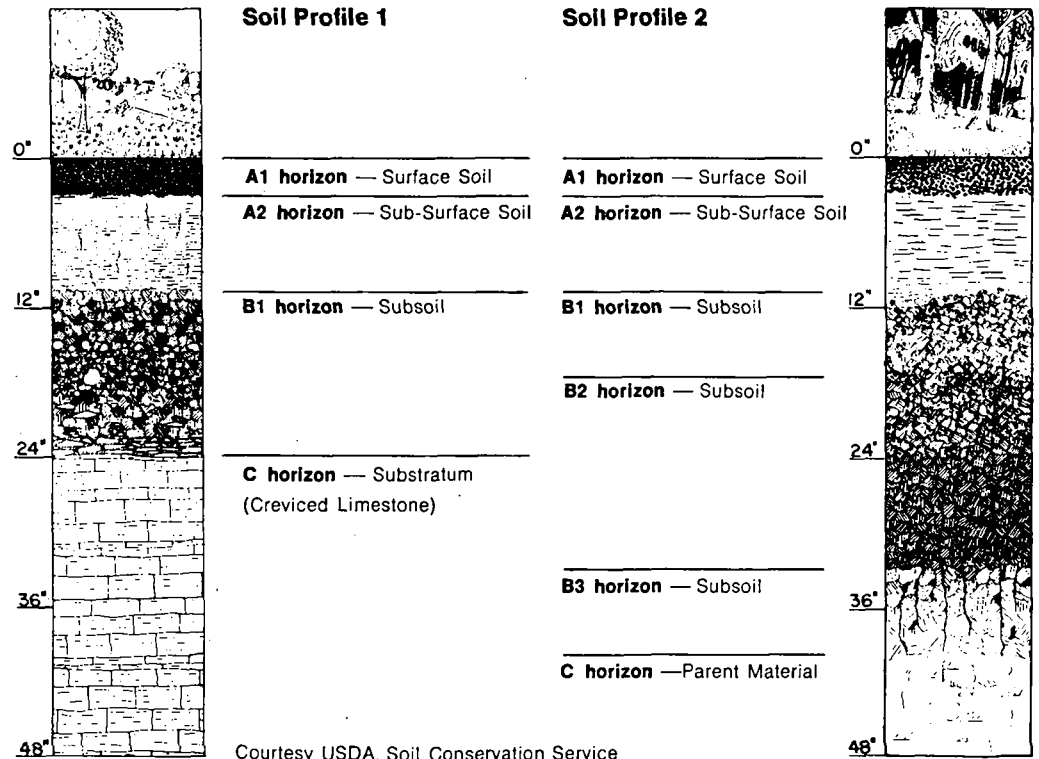 Soil Profile 1
Soil Profile 2
0"
A1 horizon — Surface Soil
A2 horizon — Sub-Surface Soil
12"
B1 horizon — Subsoil
24"
C horizon — Substratum
(Creviced Limestone)
36"
48"
A1 horizon — Surface Soil
A2 horizon — Sub-Surface Soil
B1 horizon — Subsoil
B2 horizon — Subsoil
B3 horizon — Subsoil
C horizon —Parent Material
0"
12"
24"
36"
48"
Courtesy USDA, Soil Conservation Service